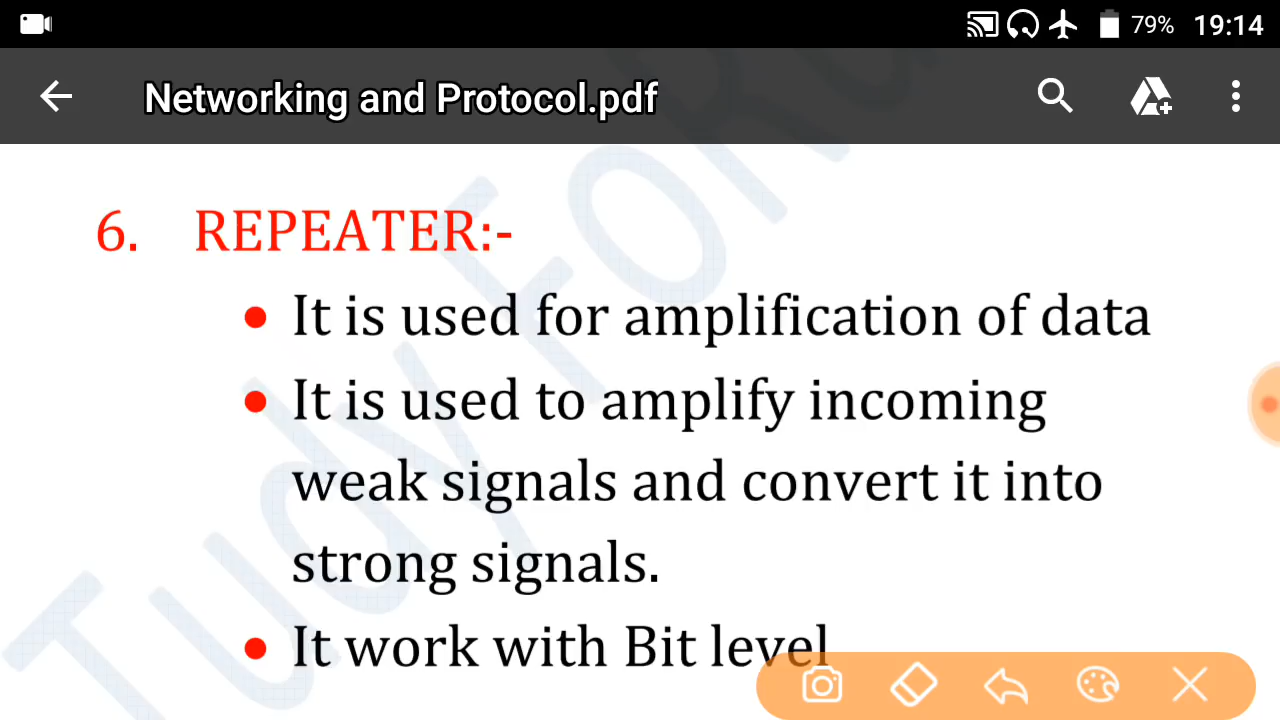 79% 19:14
Networking and Protocol.pdf
6. REPEATER:-
• It is used for amplification of data
• It is used to amplify incoming
weak signals and convert it into
strong signals.
• It work with Bit level